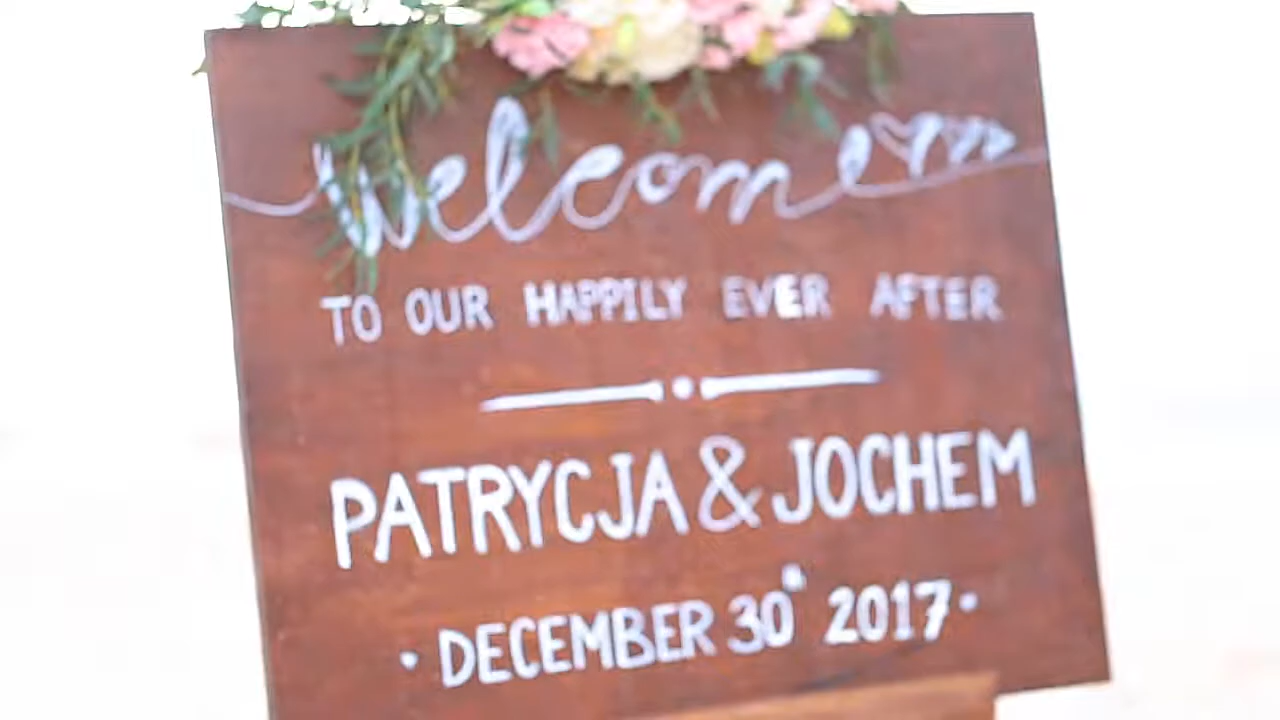 Welcome
TO OUR HAPPILY EVER AFTER
PATRYCJA & JOCHEM
· DECEMBER 30 2017 ·